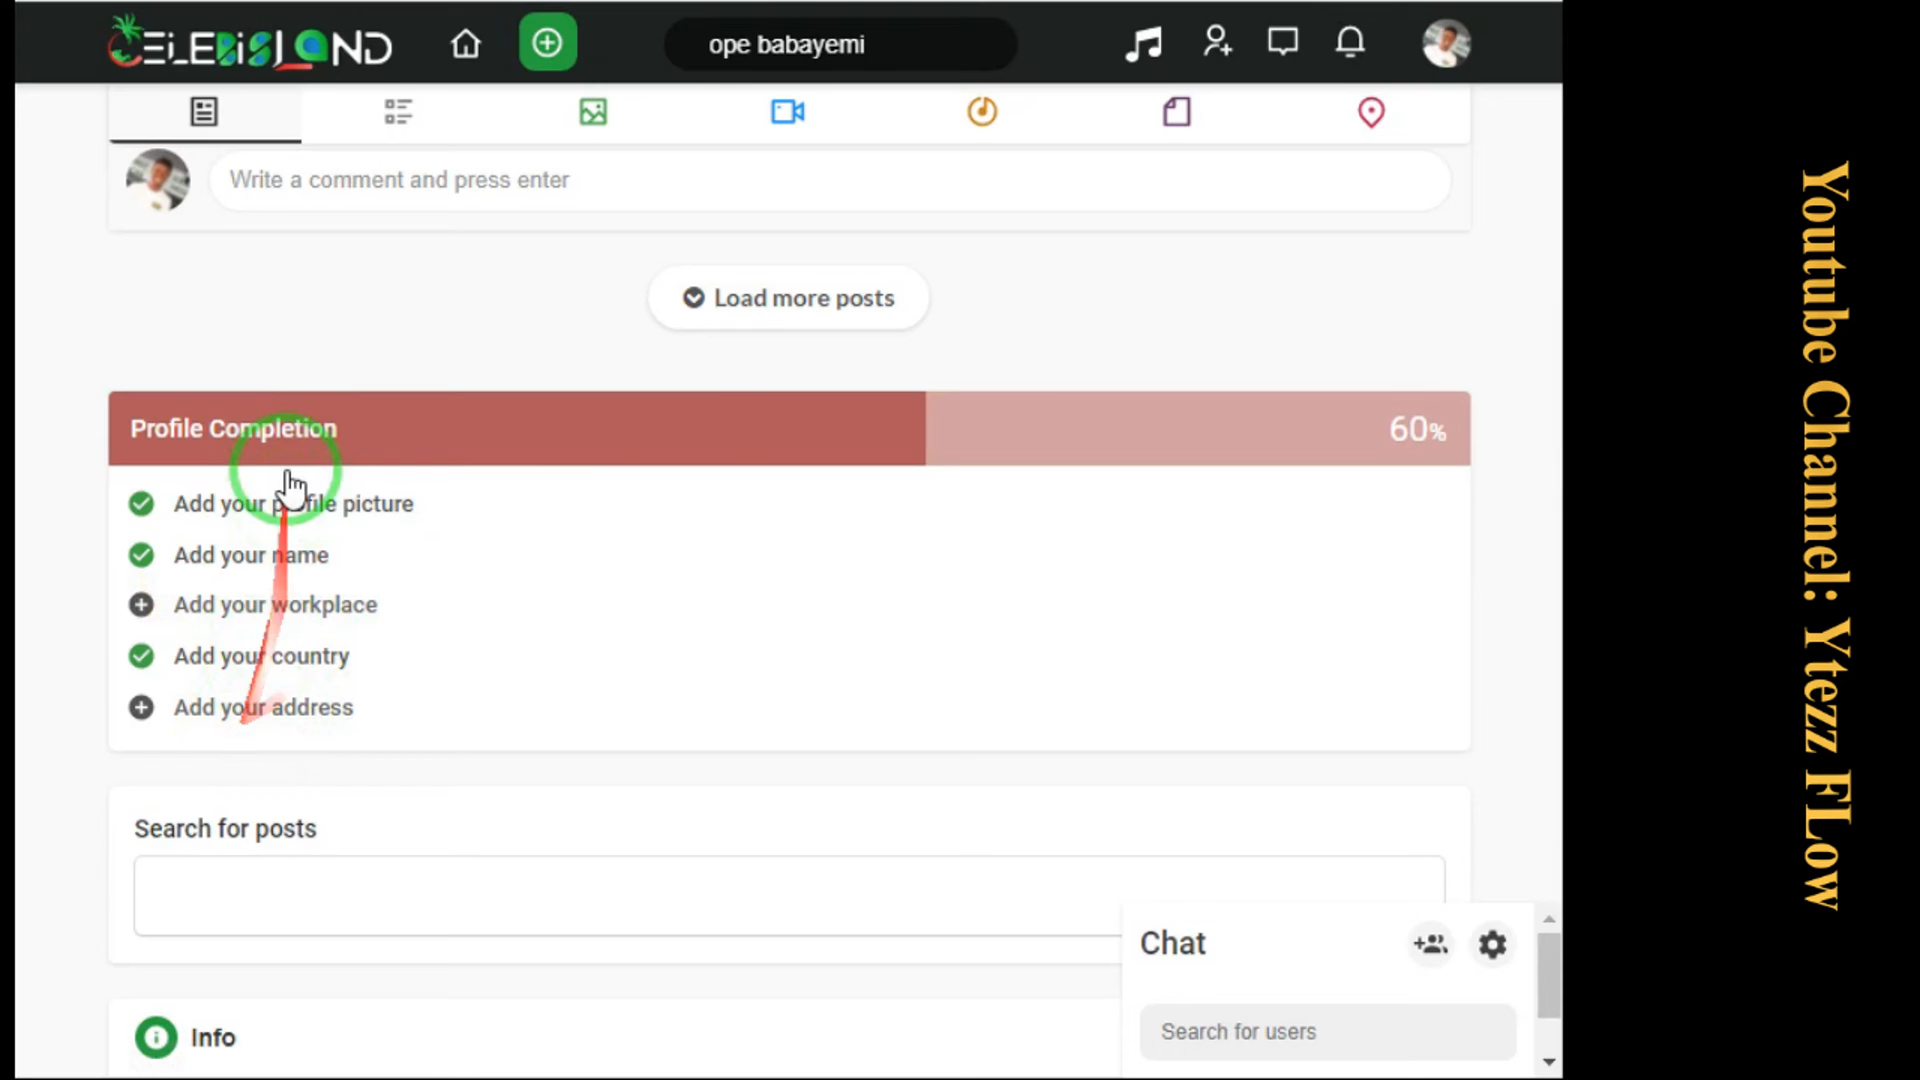 CELEBISLAND
ope babayemi
Write a comment and press enter
Load more posts
Profile Completion
60%
Add your profile picture
Add your name
Add your workplace
Add your country
Add your address
Search for posts
Chat
Search for users
Info
Youtube Channel: Ytezz FLow